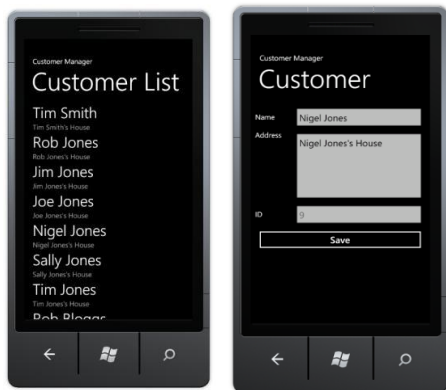 Customer Manager
Customer List
Tim Smith
Tim Smith's House
Rob Jones
Rob Jones's House
Jim Jones
Jim Jones's House
Joe Jones
Joe Jones's House
Nigel Jones
Nigel Jones's House
Sally Jones
Sally Jones's House
Tim Jones
Tim Jones's House
Rob Bloggs
Customer Manager
Customer
Name
Nigel Jones
Address
Nigel Jones's House
ID
9
Save